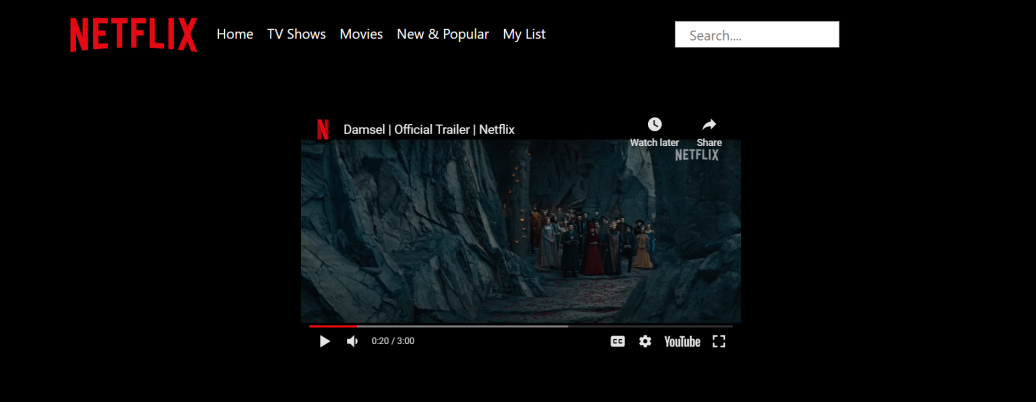 NETFLIX Home TV Shows Movies New & Popular My List Search....
N Damsel | Official Trailer | Netflix
Watch later Share
NETFLIX
0:20 / 3:00 CC YouTube